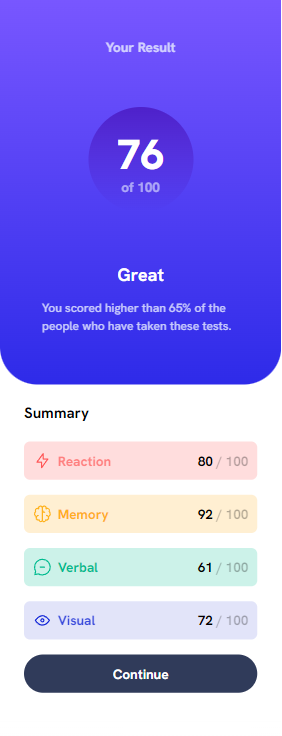 Your Result
76
of 100
Great
You scored higher than 65% of the
people who have taken these tests.
Summary
Reaction 80 / 100
Memory 92 / 100
Verbal 61 / 100
Visual 72 / 100
Continue